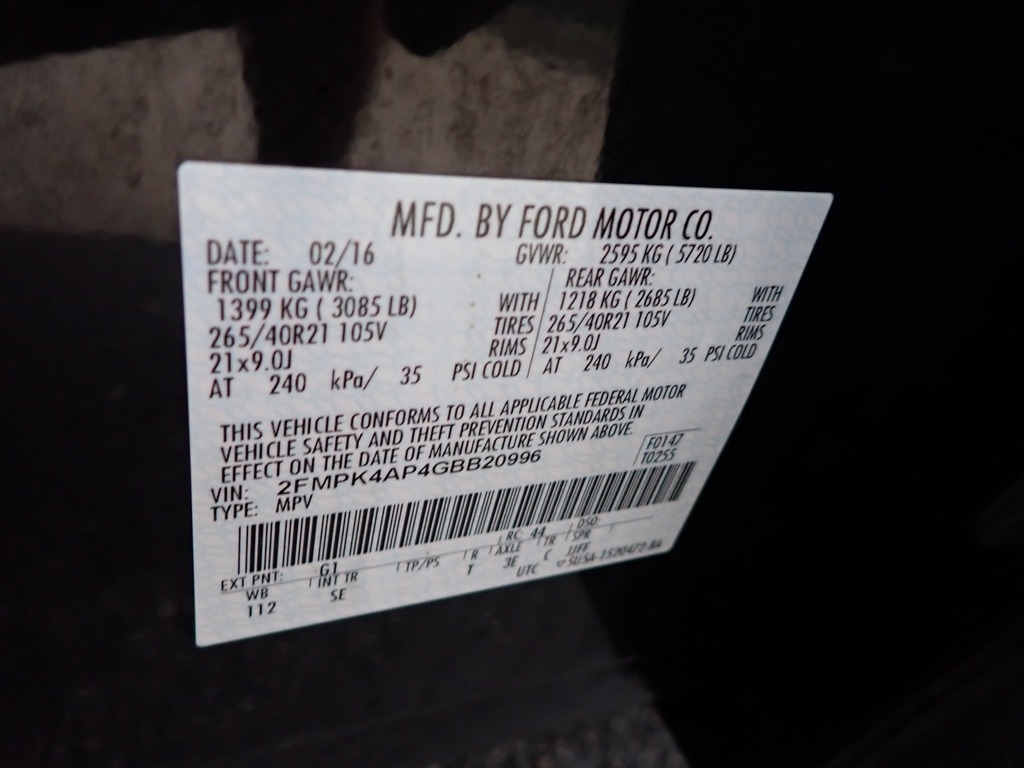 MFD. BY FORD MOTOR CO.
DATE: 02/16 GVWR: 2595 KG ( 5720 LB)
FRONT GAWR: REAR GAWR:
1399 KG ( 3085 LB) WITH 1218 KG ( 2685 LB) WITH
265/40R21 105V TIRES 265/40R21 105V TIRES
21x9.0J RIMS 21x9.0J RIMS
AT 240 kPa/ 35 PSI COLD AT 240 kPa/ 35 PSI COLD
THIS VEHICLE CONFORMS TO ALL APPLICABLE FEDERAL MOTOR
VEHICLE SAFETY AND THEFT PREVENTION STANDARDS IN
EFFECT ON THE DATE OF MANUFACTURE SHOWN ABOVE.
F0147
T0255
VIN: 2FMPK4AP4GBB20996
TYPE: MPV
EXT PNT: G1 RC: 44 DSO:
WB INT TR TP/PS R AXLE TR SPR
112 SE T 3E C JJFF
UTC 5U5A-1520472-BA